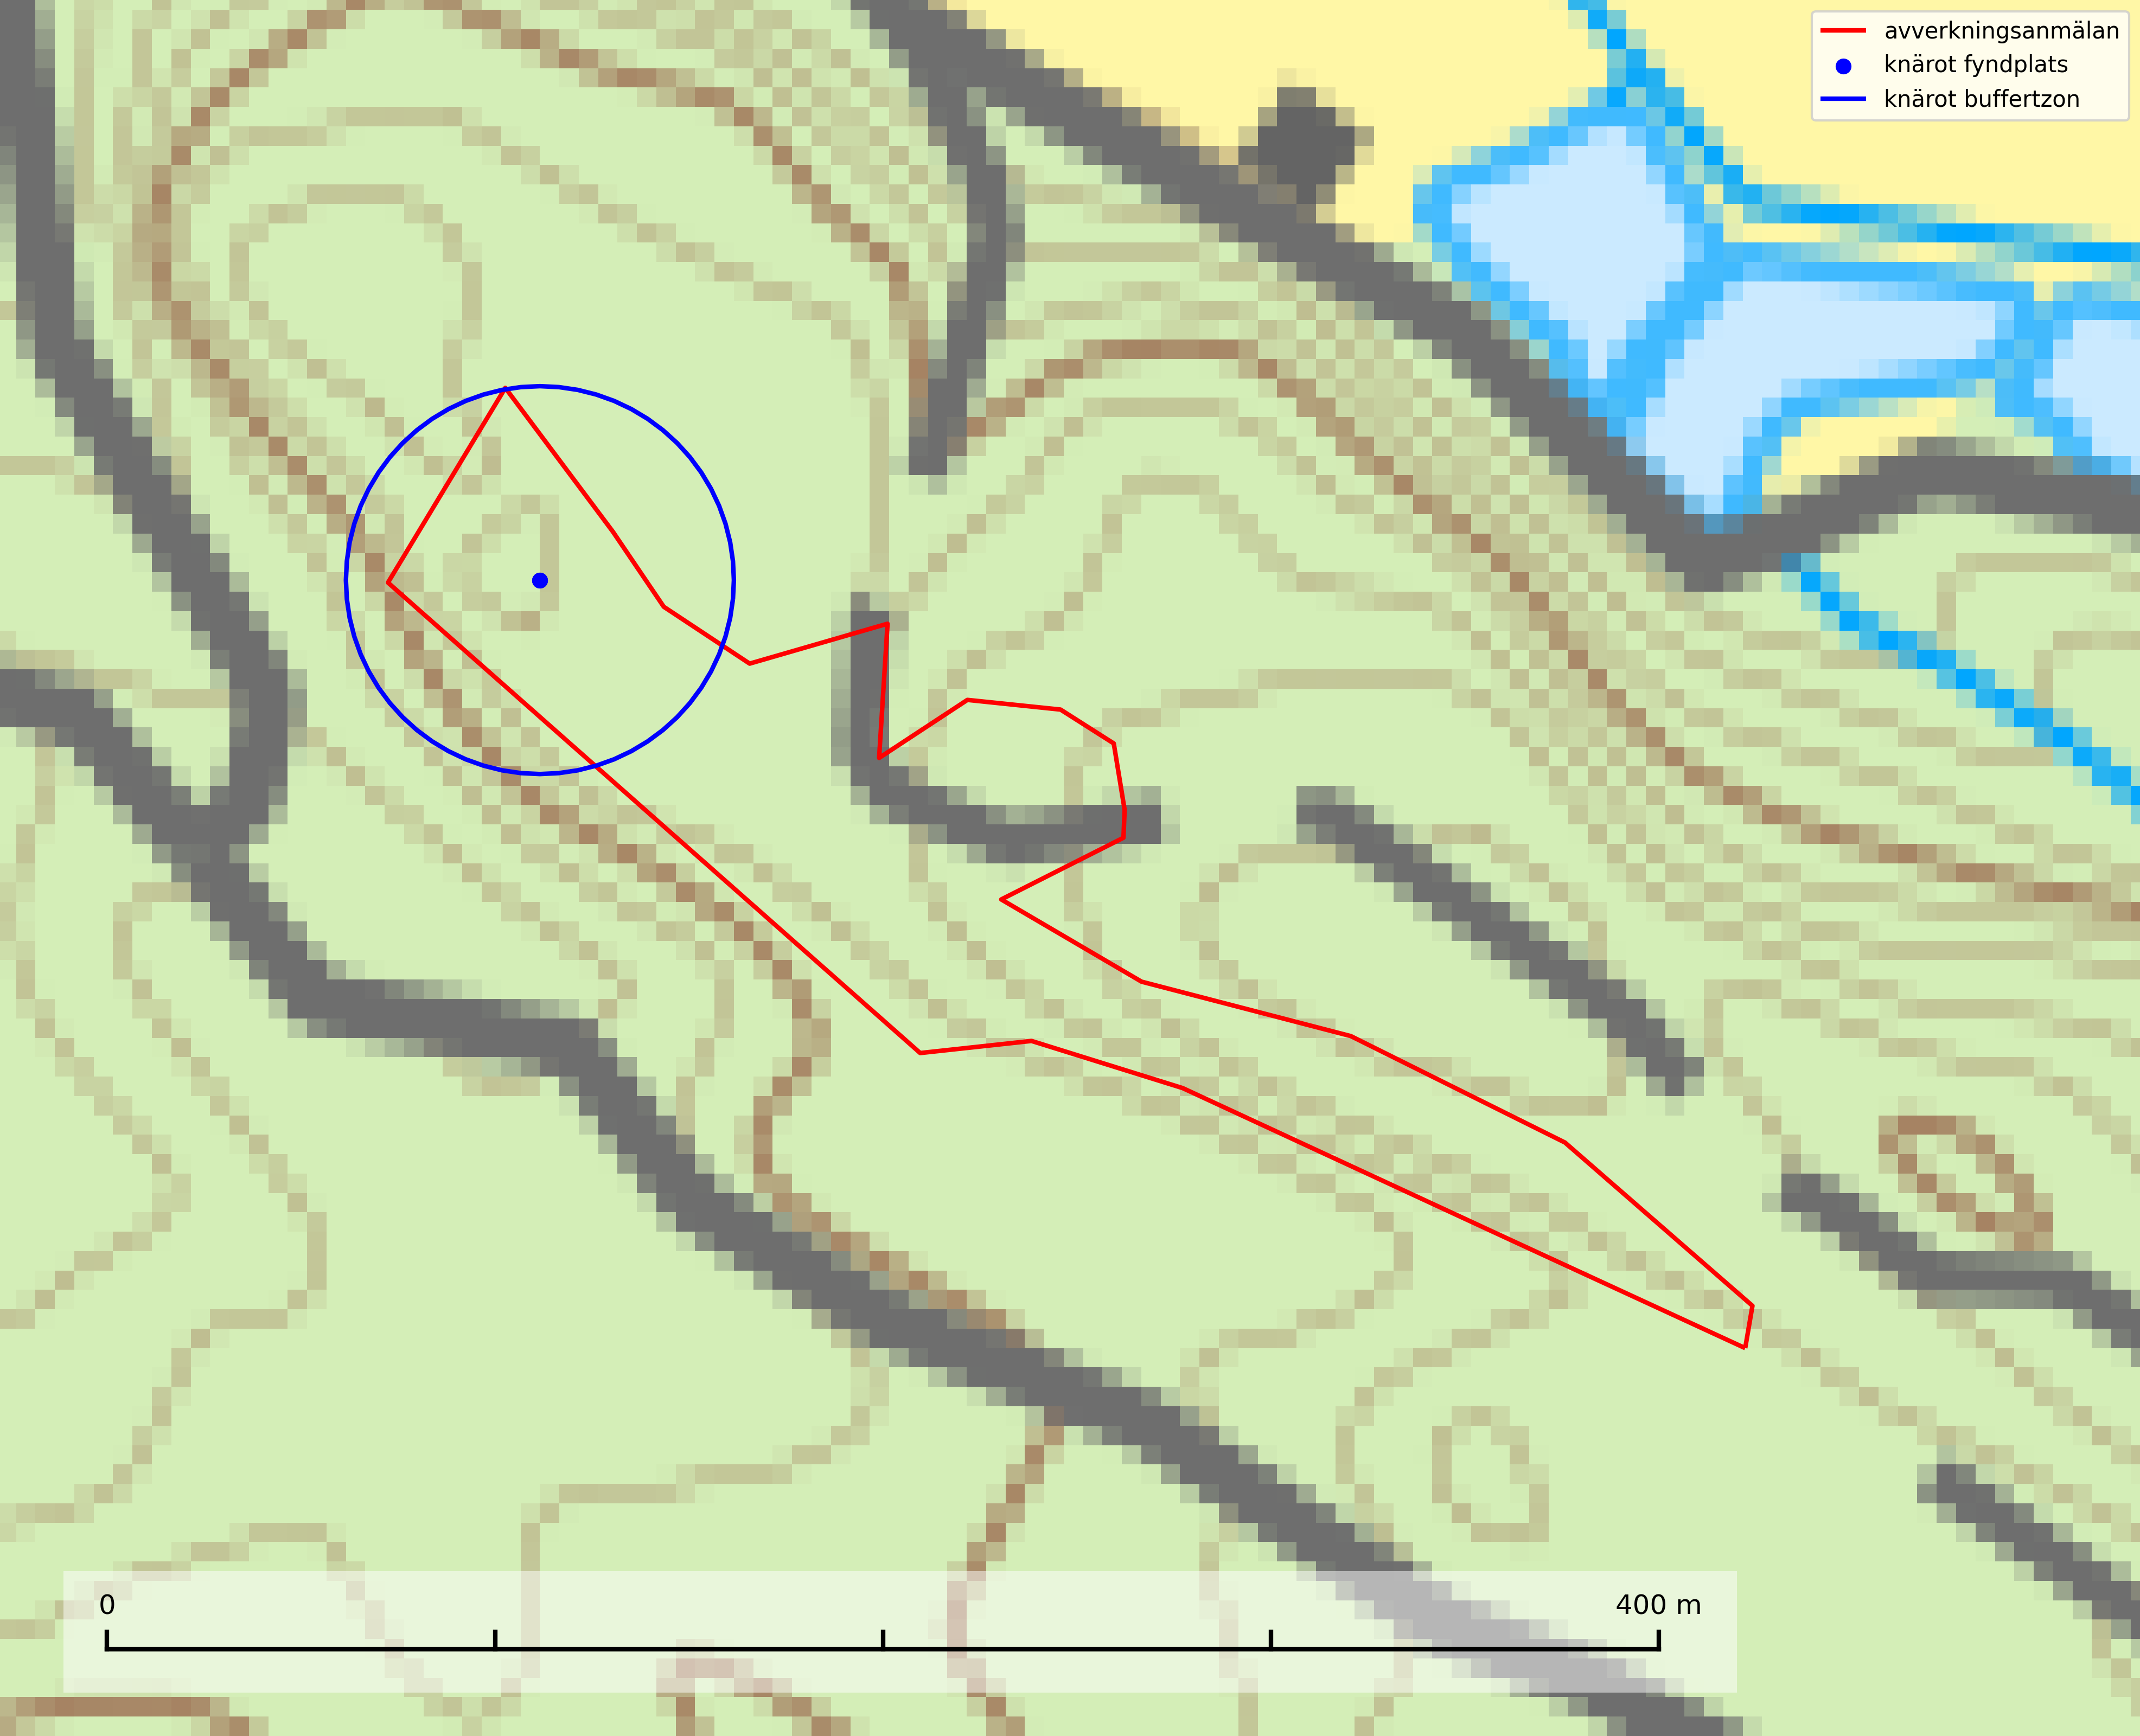 avverkningsanmälan
knärot fyndplats
knärot buffertzon
0
400 m